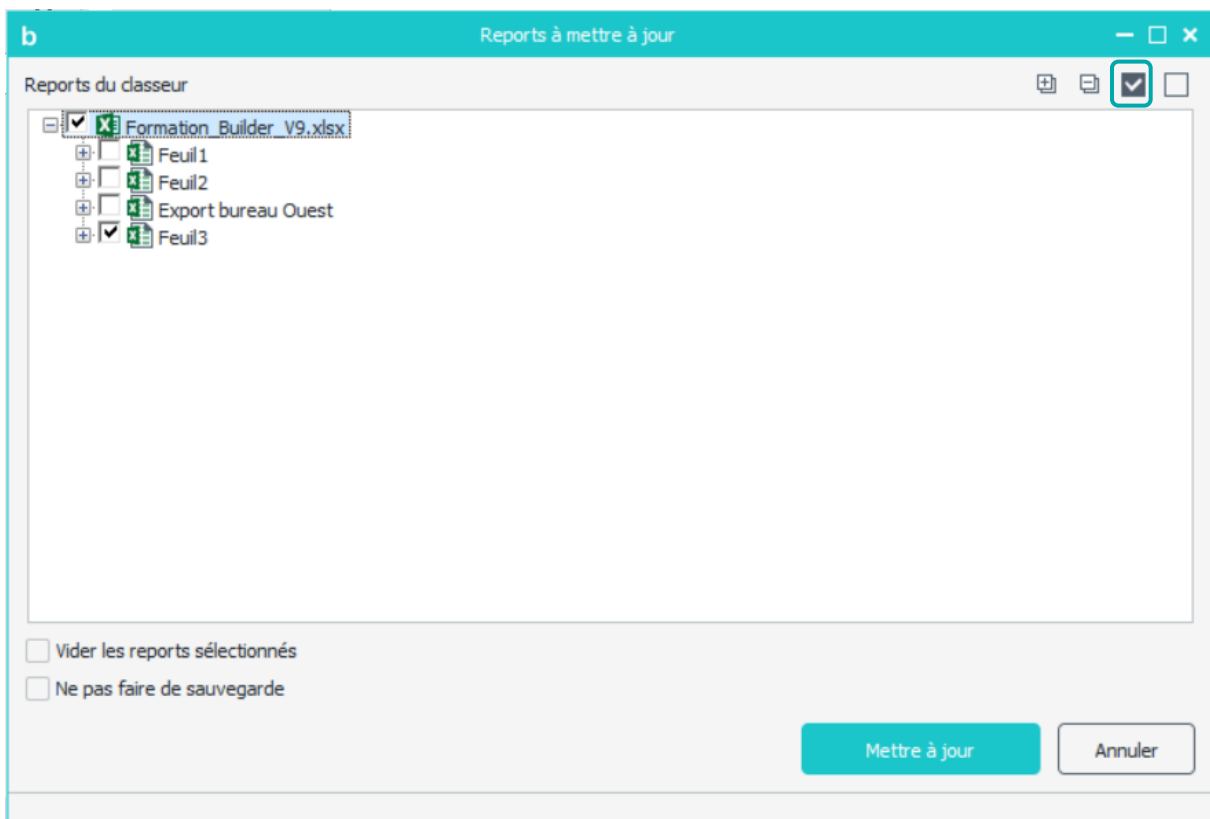 b Reports à mettre à jour
Reports du classeur
Formation_Builder_V9.xlsx
Feuil1
Feuil2
Export bureau Ouest
Feuil3
Vider les reports sélectionnés
Ne pas faire de sauvegarde
Mettre à jour Annuler